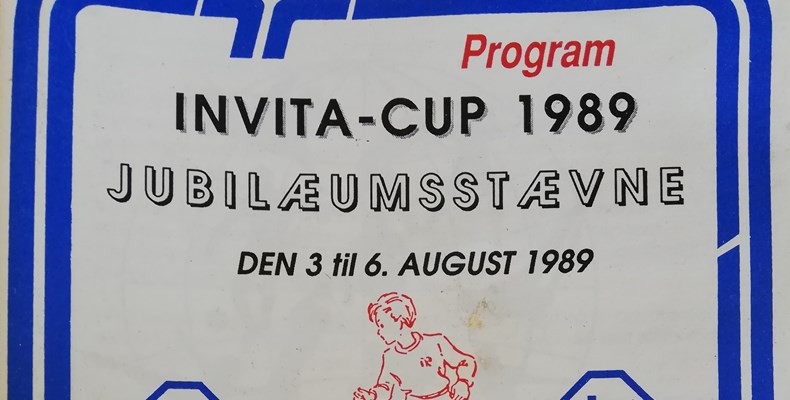 Program
INVITA-CUP 1989
JUBILÆUMSSTÆVNE
DEN 3 til 6. AUGUST 1989